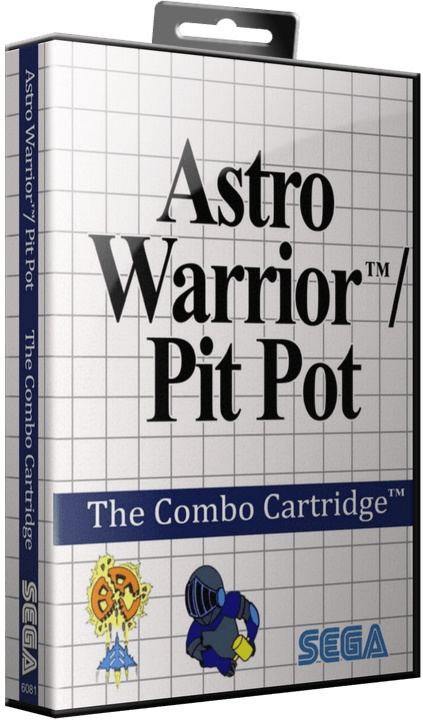 Astro
Warrior™/
Pit Pot
The Combo Cartridge™
SEGA
Astro Warrior™/ Pit Pot
The Combo Cartridge
SEGA
6081